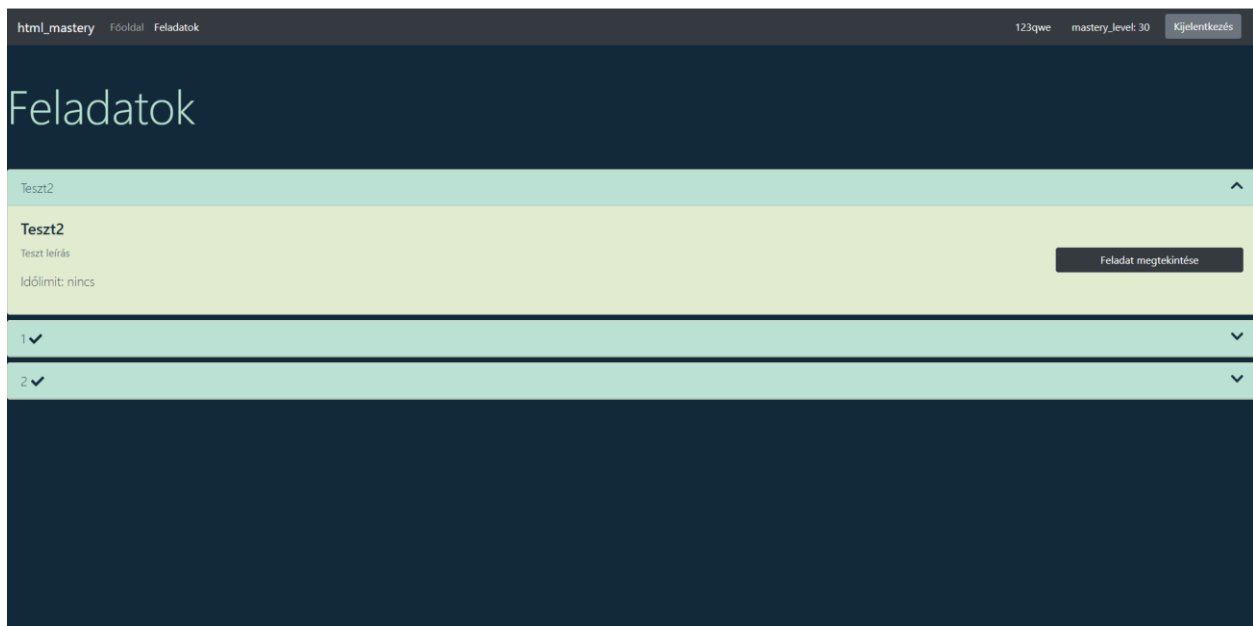 html_mastery Főoldal Feladatok 123qwe mastery_level: 30 Kijelentkezés
Feladatok
Teszt2
Teszt2
Teszt leírás
Feladat megtekintése
Időlimit: nincs
1
2